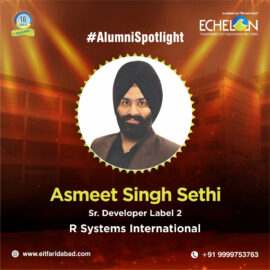 ECHELON
#AlumniSpotlight
Asmeet Singh Sethi
Sr. Developer Label 2
R Systems International
www.eitfaridabad.com
+91 9999753763